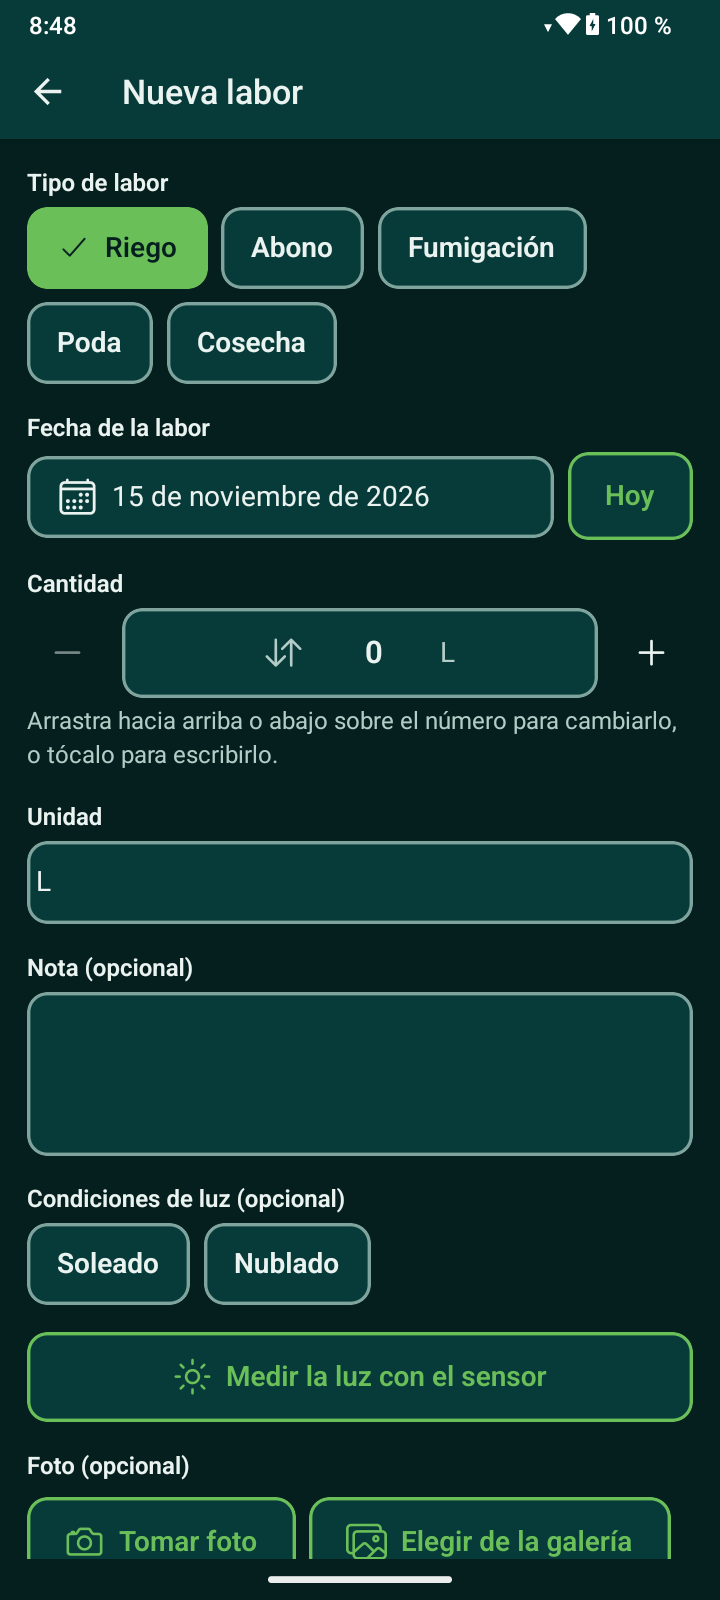 8:48
100 %
Nueva labor
Tipo de labor
Riego
Abono
Fumigación
Poda
Cosecha
Fecha de la labor
15 de noviembre de 2026
Hoy
Cantidad
0
L
Arrastra hacia arriba o abajo sobre el número para cambiarlo,
o tócalo para escribirlo.
Unidad
L
Nota (opcional)
Condiciones de luz (opcional)
Soleado
Nublado
Medir la luz con el sensor
Foto (opcional)
Tomar foto
Elegir de la galería